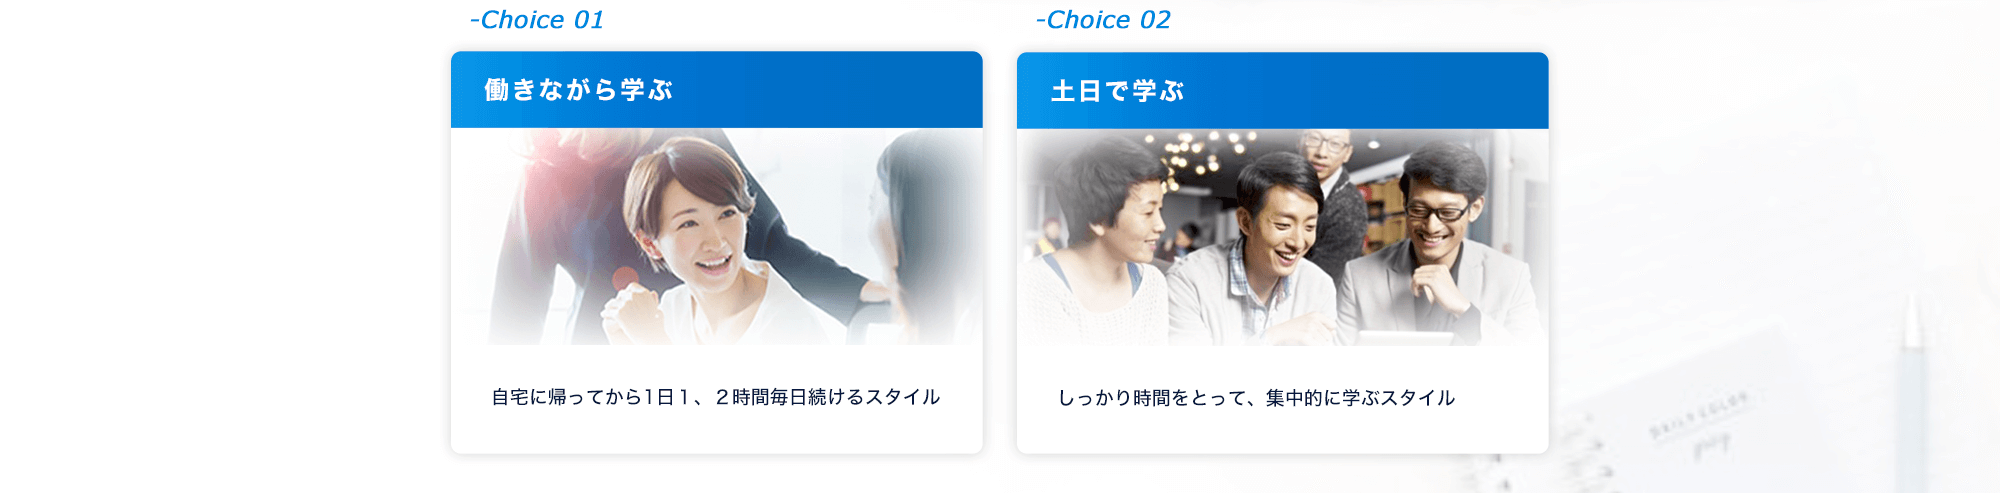 -Choice 01
働きながら学ぶ
自宅に帰ってから1日１、２時間毎日続けるスタイル
-Choice 02
土日で学ぶ
しっかり時間をとって、集中的に学ぶスタイル